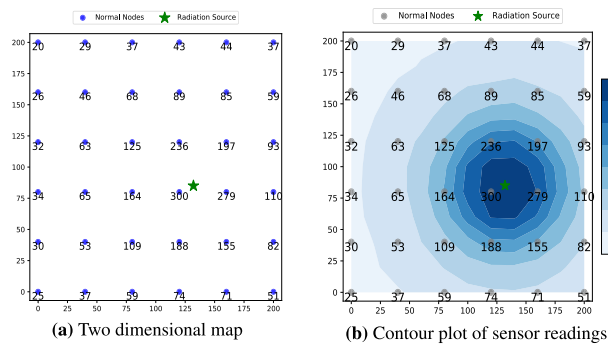 Normal Nodes Radiation Source
200
20 29 37 43 44 37
175
150
26 46 68 89 85 59
125
32 63 125 236 197 93
100
75
34 65 164 300 279 110
50
30 53 109 188 155 82
25
0
25 37 59 74 71 51
0 25 50 75 100 125 150 175 200
(a) Two dimensional map
Normal Nodes Radiation Source
200
20 29 37 43 44 37
175
150
26 46 68 89 85 59
125
32 63 125 236 197 93
100
75
34 65 164 300 279 110
50
30 53 109 188 155 82
25
0
25 37 59 74 71 51
0 25 50 75 100 125 150 175 200
(b) Contour plot of sensor readings